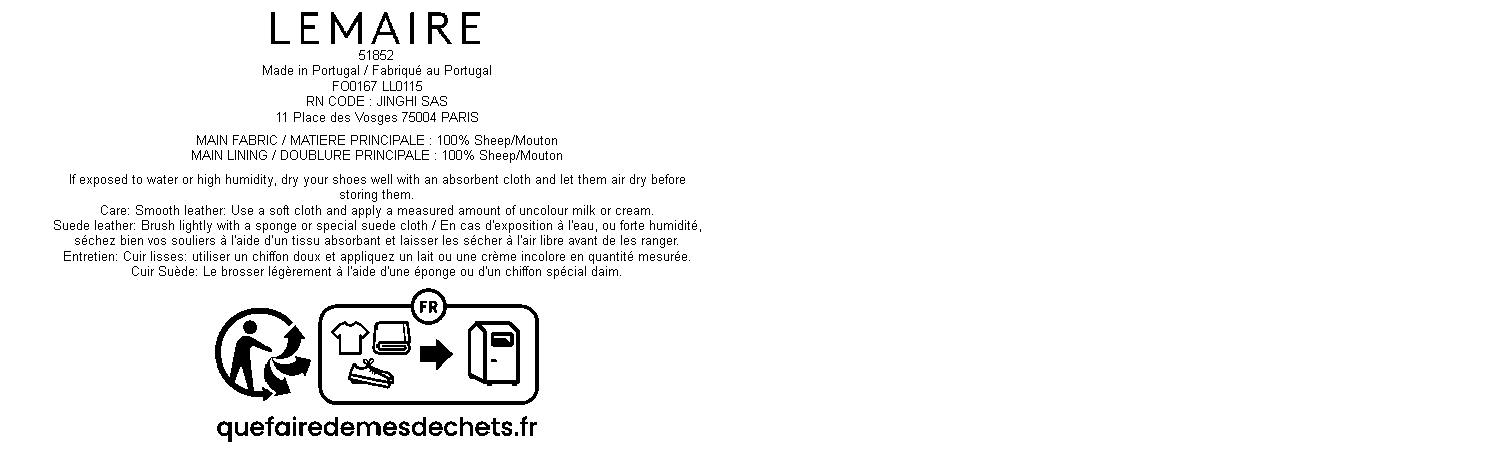 LEMAIRE
51852
Made in Portugal / Fabriqué au Portugal
FO0167 LL0115
RN CODE : JINGHI SAS
11 Place des Vosges 75004 PARIS
MAIN FABRIC / MATIERE PRINCIPALE : 100% Sheep/Mouton
MAIN LINING / DOUBLURE PRINCIPALE : 100% Sheep/Mouton
If exposed to water or high humidity, dry your shoes well with an absorbent cloth and let them air dry before
storing them.
Care: Smooth leather: Use a soft cloth and apply a measured amount of uncolour milk or cream.
Suede leather: Brush lightly with a sponge or special suede cloth / En cas d'exposition à l'eau, ou forte humidité,
séchez bien vos souliers à l'aide d'un tissu absorbant et laisser les sécher à l'air libre avant de les ranger.
Entretien: Cuir lisses: utiliser un chiffon doux et appliquez un lait ou une crème incolore en quantité mesurée.
Cuir Suède: Le brosser légèrement à l'aide d'une éponge ou d'un chiffon spécial daim.
FR
quefairedemesdechets.fr